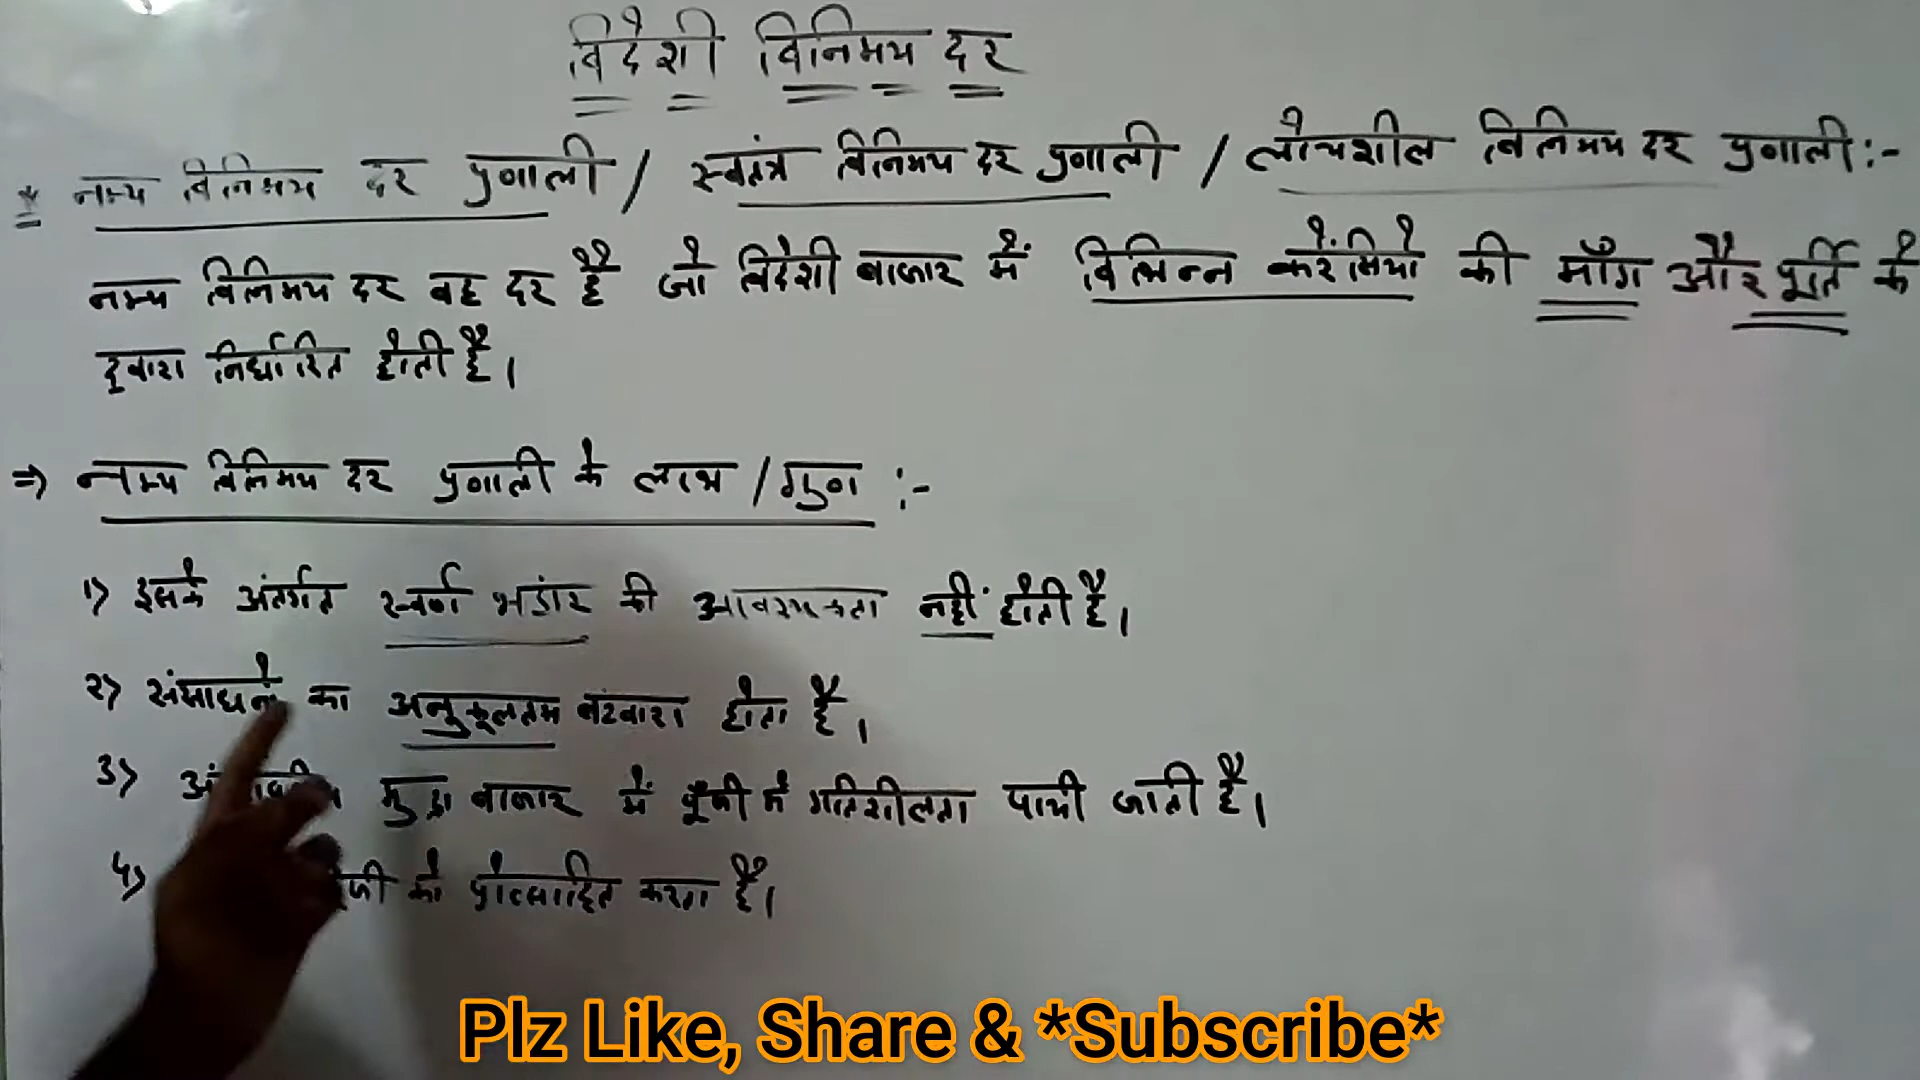 विदेशी विनिमय दर
* नम्य विनिमय दर प्रणाली / स्वतंत्र विनिमय दर प्रणाली / लोचशील विनिमय दर प्रणाली :-
नम्य विनिमय दर वह दर है जो विदेशी बाजार में विभिन्न करेंसियो की माँग और पूर्ति के
द्वारा निर्धारित होती है।
⇒ नम्य विनिमय दर प्रणाली के लाभ / गुण :-
1) इसके अंतर्गत स्वर्ण भडांर की आवश्यकता नहीं होती है।
2) संसाधनो का अनुकूलतम बंटवारा होता है।
3) मुद्रा बाजार में पूँजी मे गतिशीलता पायी जाती है।
4) को प्रोत्साहित करता है।
Plz Like, Share & *Subscribe*